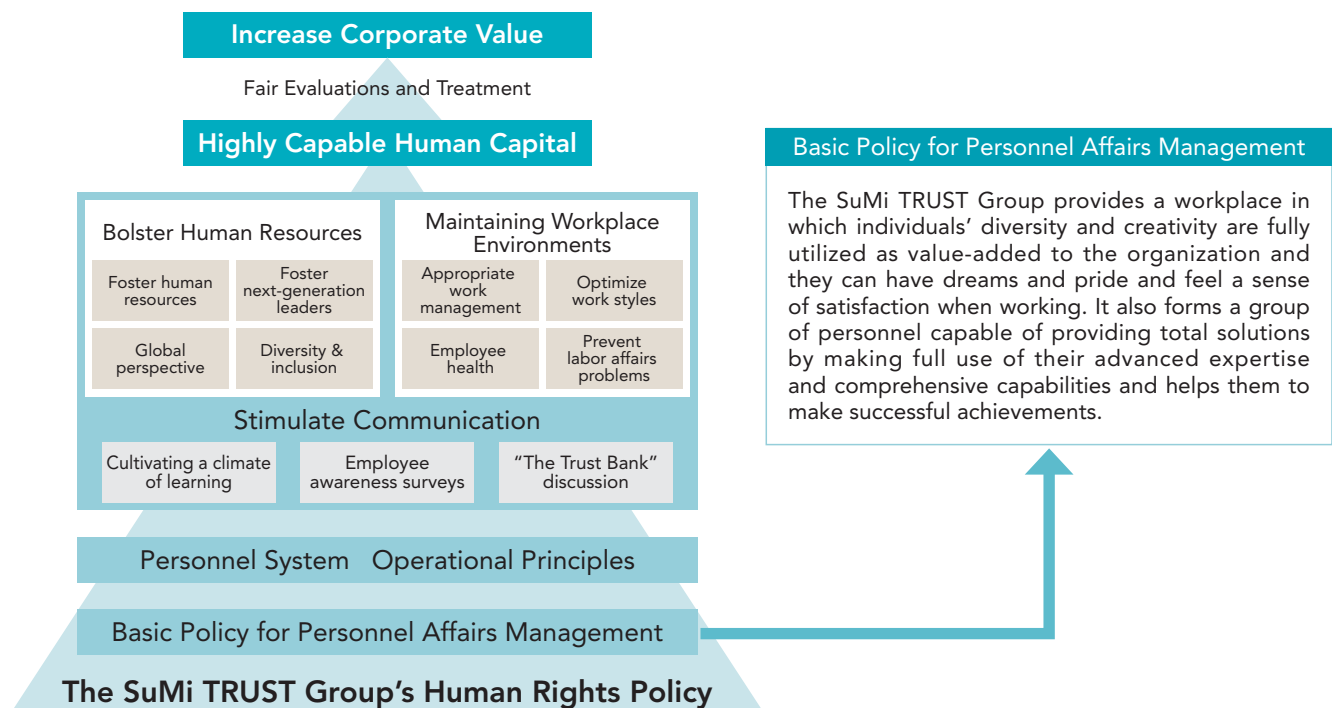 Increase Corporate Value
Fair Evaluations and Treatment
Highly Capable Human Capital
Bolster Human Resources
Foster human
resources
Foster
next-generation
leaders
Global
perspective
Diversity &
inclusion
Maintaining Workplace
Environments
Appropriate
work
management
Optimize
work styles
Employee
health
Prevent
labor affairs
problems
Stimulate Communication
Cultivating a climate
of learning
Employee
awareness surveys
“The Trust Bank”
discussion
Personnel System Operational Principles
Basic Policy for Personnel Affairs Management
The SuMi TRUST Group’s Human Rights Policy
Basic Policy for Personnel Affairs Management
The SuMi TRUST Group provides a workplace in
which individuals’ diversity and creativity are fully
utilized as value-added to the organization and
they can have dreams and pride and feel a sense
of satisfaction when working. It also forms a group
of personnel capable of providing total solutions
by making full use of their advanced expertise
and comprehensive capabilities and helps them to
make successful achievements.